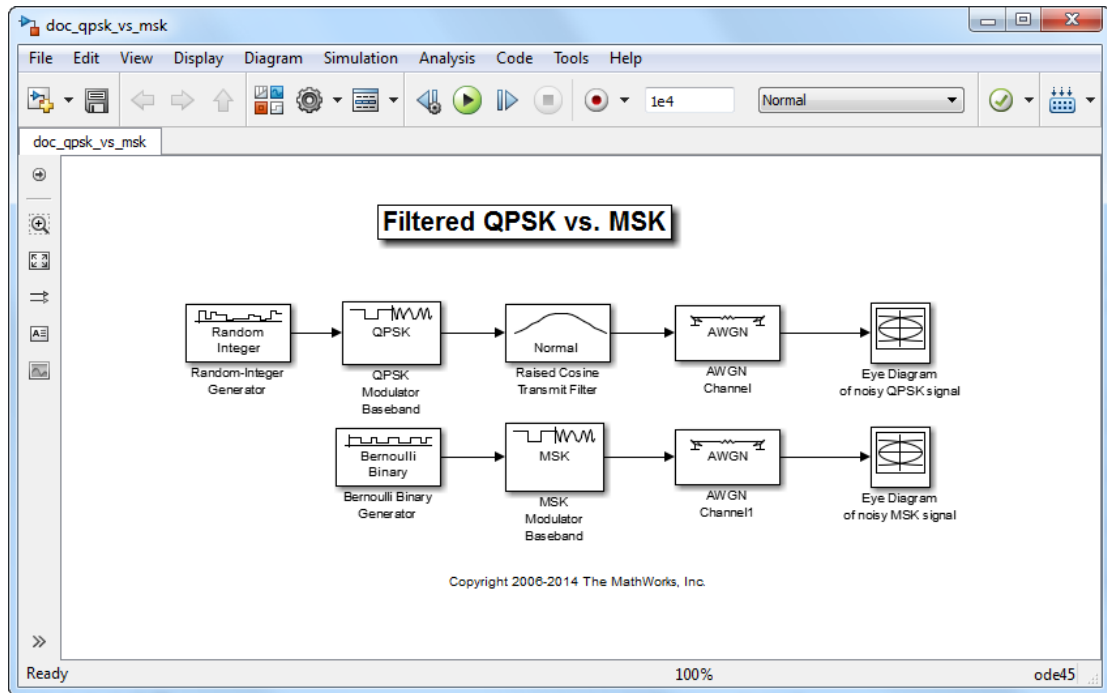 doc_qpsk_vs_msk
File Edit View Display Diagram Simulation Analysis Code Tools Help
1e4 Normal
doc_qpsk_vs_msk
Filtered QPSK vs. MSK
Random
Integer
Random-Integer
Generator
QPSK
QPSK
Modulator
Baseband
Normal
Raised Cosine
Transmit Filter
AWGN
AWGN
Channel
Eye Diagram
of noisy QPSK signal
Bernoulli
Binary
Bernoulli Binary
Generator
MSK
MSK
Modulator
Baseband
AWGN
AWGN
Channel1
Eye Diagram
of noisy MSK signal
Copyright 2006-2014 The MathWorks, Inc.
Ready 100% ode45